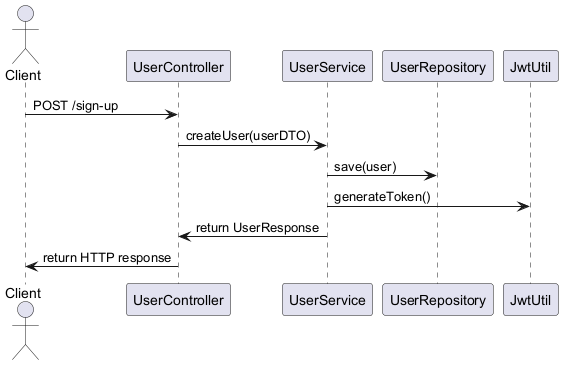 Client
UserController
UserService
UserRepository
JwtUtil
POST /sign-up
createUser(userDTO)
save(user)
generateToken()
return UserResponse
return HTTP response
Client
UserController
UserService
UserRepository
JwtUtil